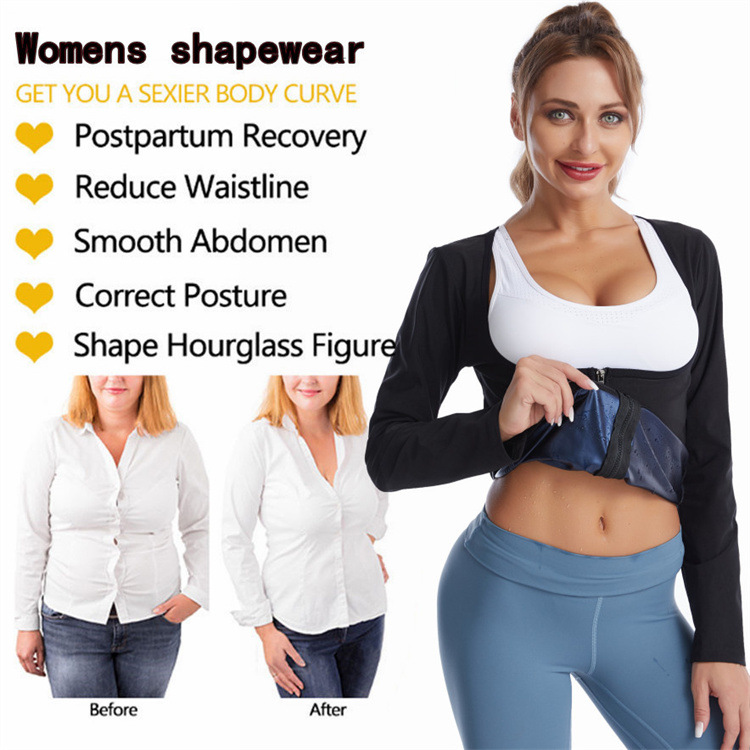 Womens shapewear
GET YOU A SEXIER BODY CURVE
Postpartum Recovery
Reduce Waistline
Smooth Abdomen
Correct Posture
Shape Hourglass Figure
Before
After